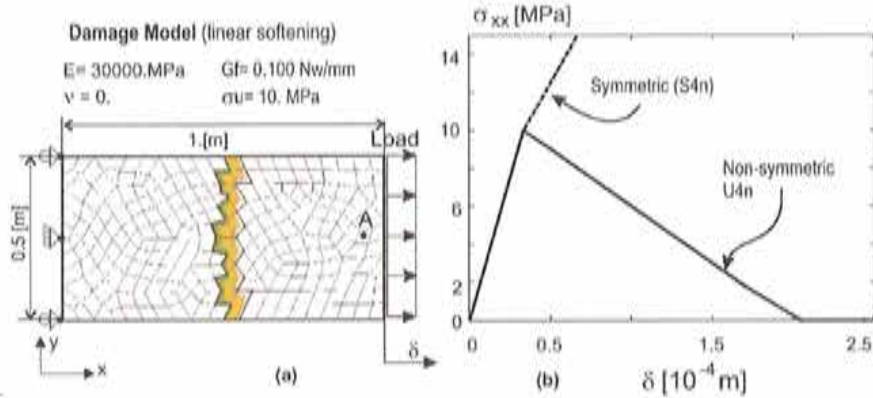 Damage Model (linear softening)
E= 30000.MPa Gf= 0.100 Nw/mm
ν = 0. σu= 10. MPa
1.[m]
Load
0.5 [m]
A
δ
y
x
(a)
σxx [MPa]
14
10
6
2
0
Symmetric (S4n)
Non-symmetric
U4n
0 0.5 1.5 2.5
(b) δ [10⁻⁴ m]